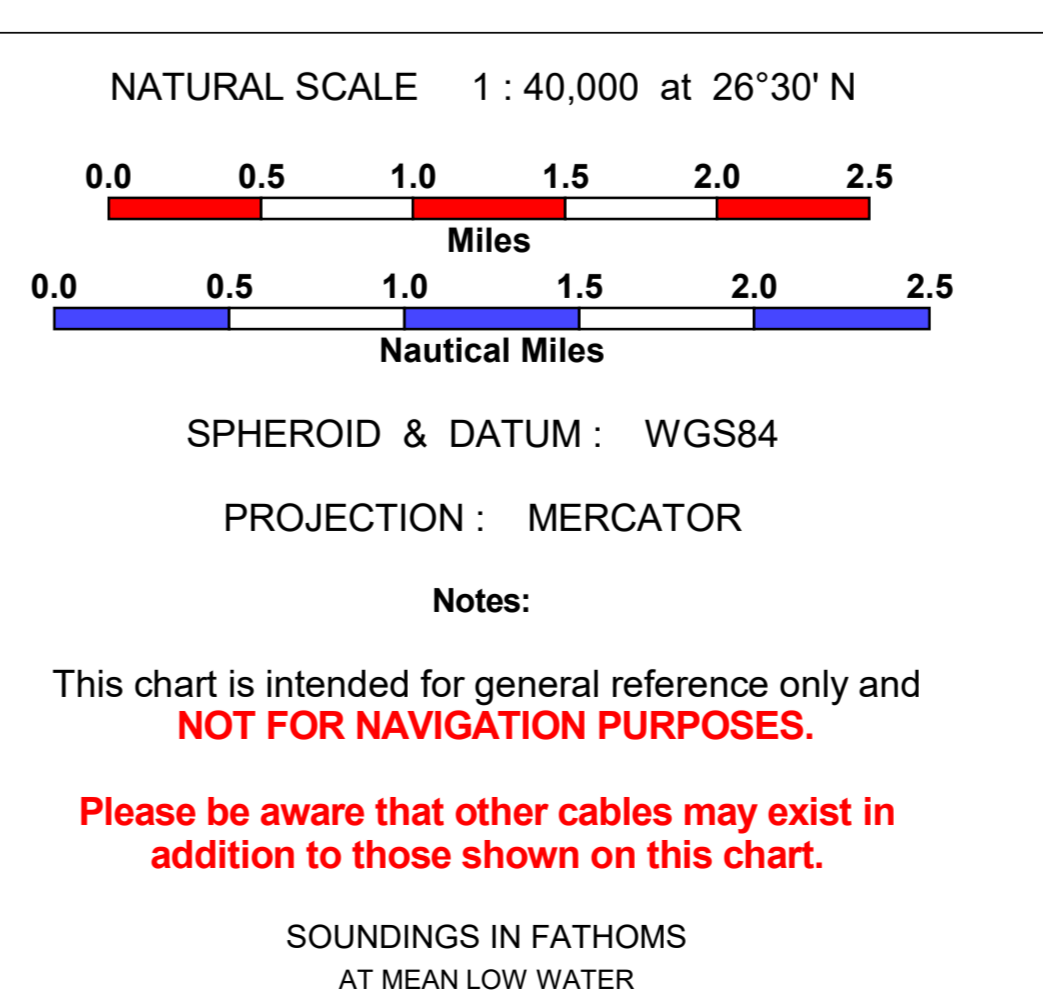 NATURAL SCALE 1 : 40,000 at 26°30' N
0.0 0.5 1.0 1.5 2.0 2.5
Miles
0.0 0.5 1.0 1.5 2.0 2.5
Nautical Miles
SPHEROID & DATUM : WGS84
PROJECTION : MERCATOR
Notes:
This chart is intended for general reference only and
NOT FOR NAVIGATION PURPOSES.
Please be aware that other cables may exist in
addition to those shown on this chart.
SOUNDINGS IN FATHOMS
AT MEAN LOW WATER